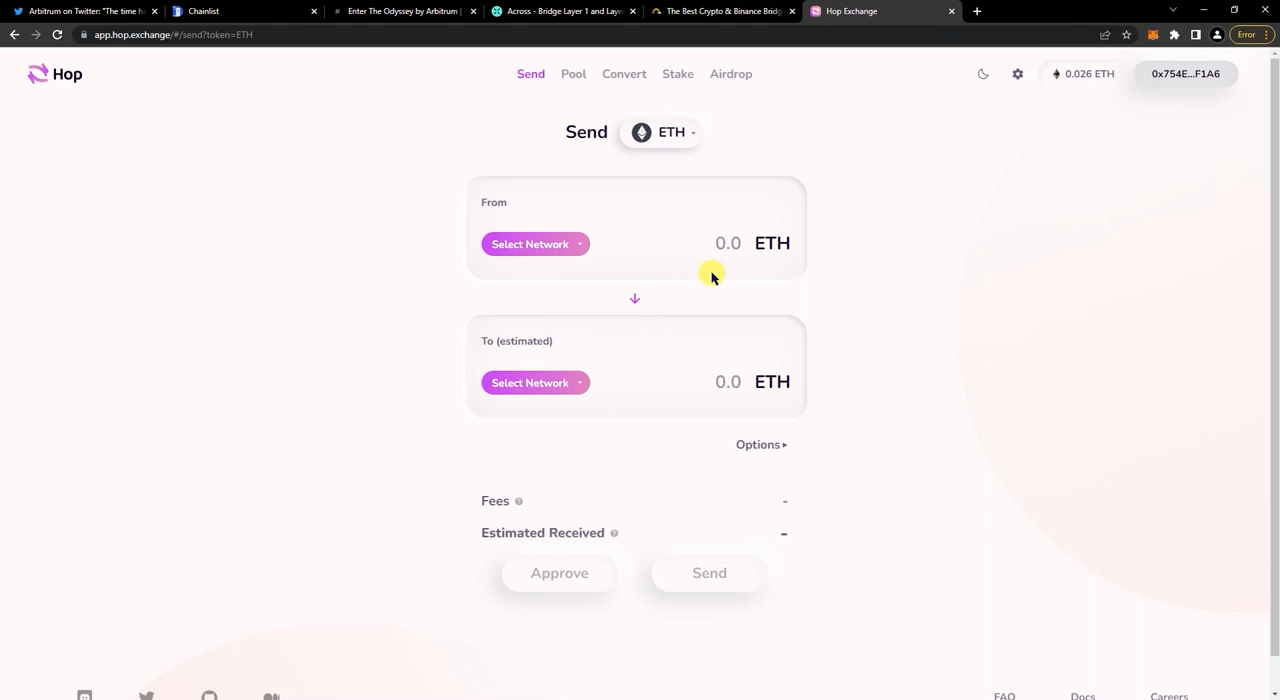 Arbitrum on Twitter: "The time ha
Chainlist
Enter The Odyssey by Arbitrum |
Across - Bridge Layer 1 and Laye
The Best Crypto & Binance Bridg
Hop Exchange
app.hop.exchange/#/send?token=ETH
Error
Hop
Send
Pool
Convert
Stake
Airdrop
0.026 ETH
0x754E...F1A6
Send
ETH
From
Select Network
0.0 ETH
To (estimated)
Select Network
0.0 ETH
Options
Fees
-
Estimated Received
-
Approve
Send
FAQ
Docs
Careers